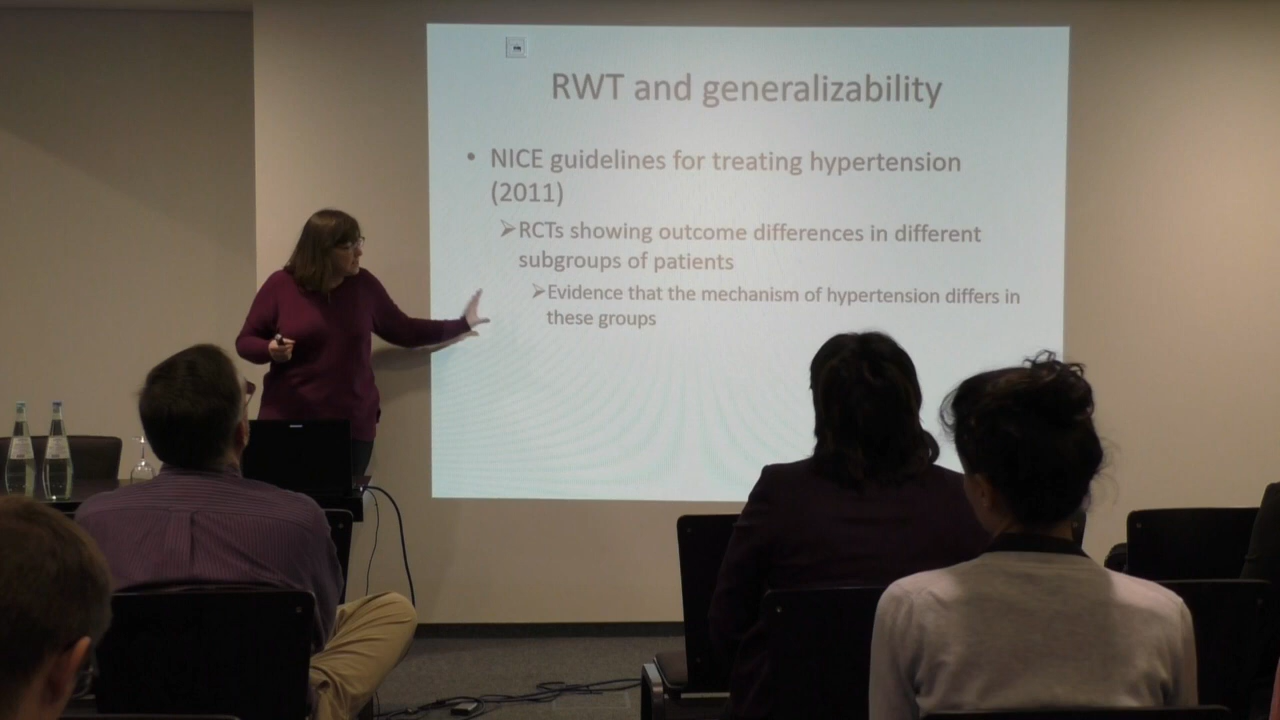 RWT and generalizability
• NICE guidelines for treating hypertension
(2011)
➢RCTs showing outcome differences in different
subgroups of patients
➢Evidence that the mechanism of hypertension differs in
these groups